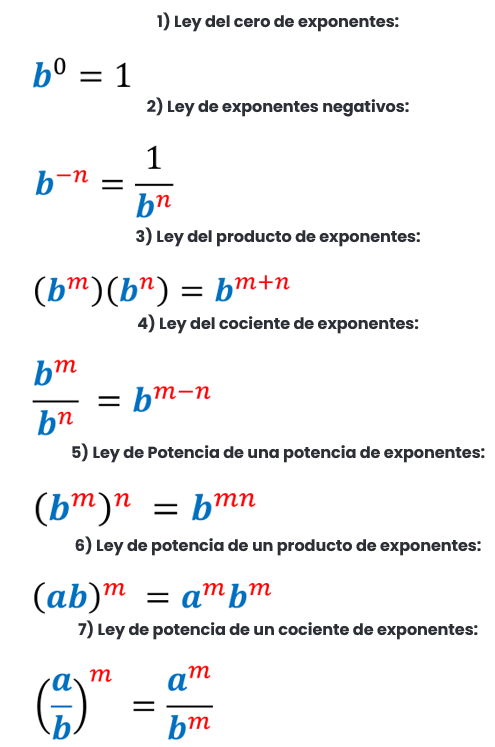 1) Ley del cero de exponentes:
b⁰ = 1
2) Ley de exponentes negativos:
b⁻ⁿ = 1/bⁿ
3) Ley del producto de exponentes:
(bᵐ)(bⁿ) = bᵐ⁺ⁿ
4) Ley del cociente de exponentes:
bᵐ/bⁿ = bᵐ⁻ⁿ
5) Ley de Potencia de una potencia de exponentes:
(bᵐ)ⁿ = bᵐⁿ
6) Ley de potencia de un producto de exponentes:
(ab)ᵐ = aᵐbᵐ
7) Ley de potencia de un cociente de exponentes:
(a/b)ᵐ = aᵐ/bᵐ